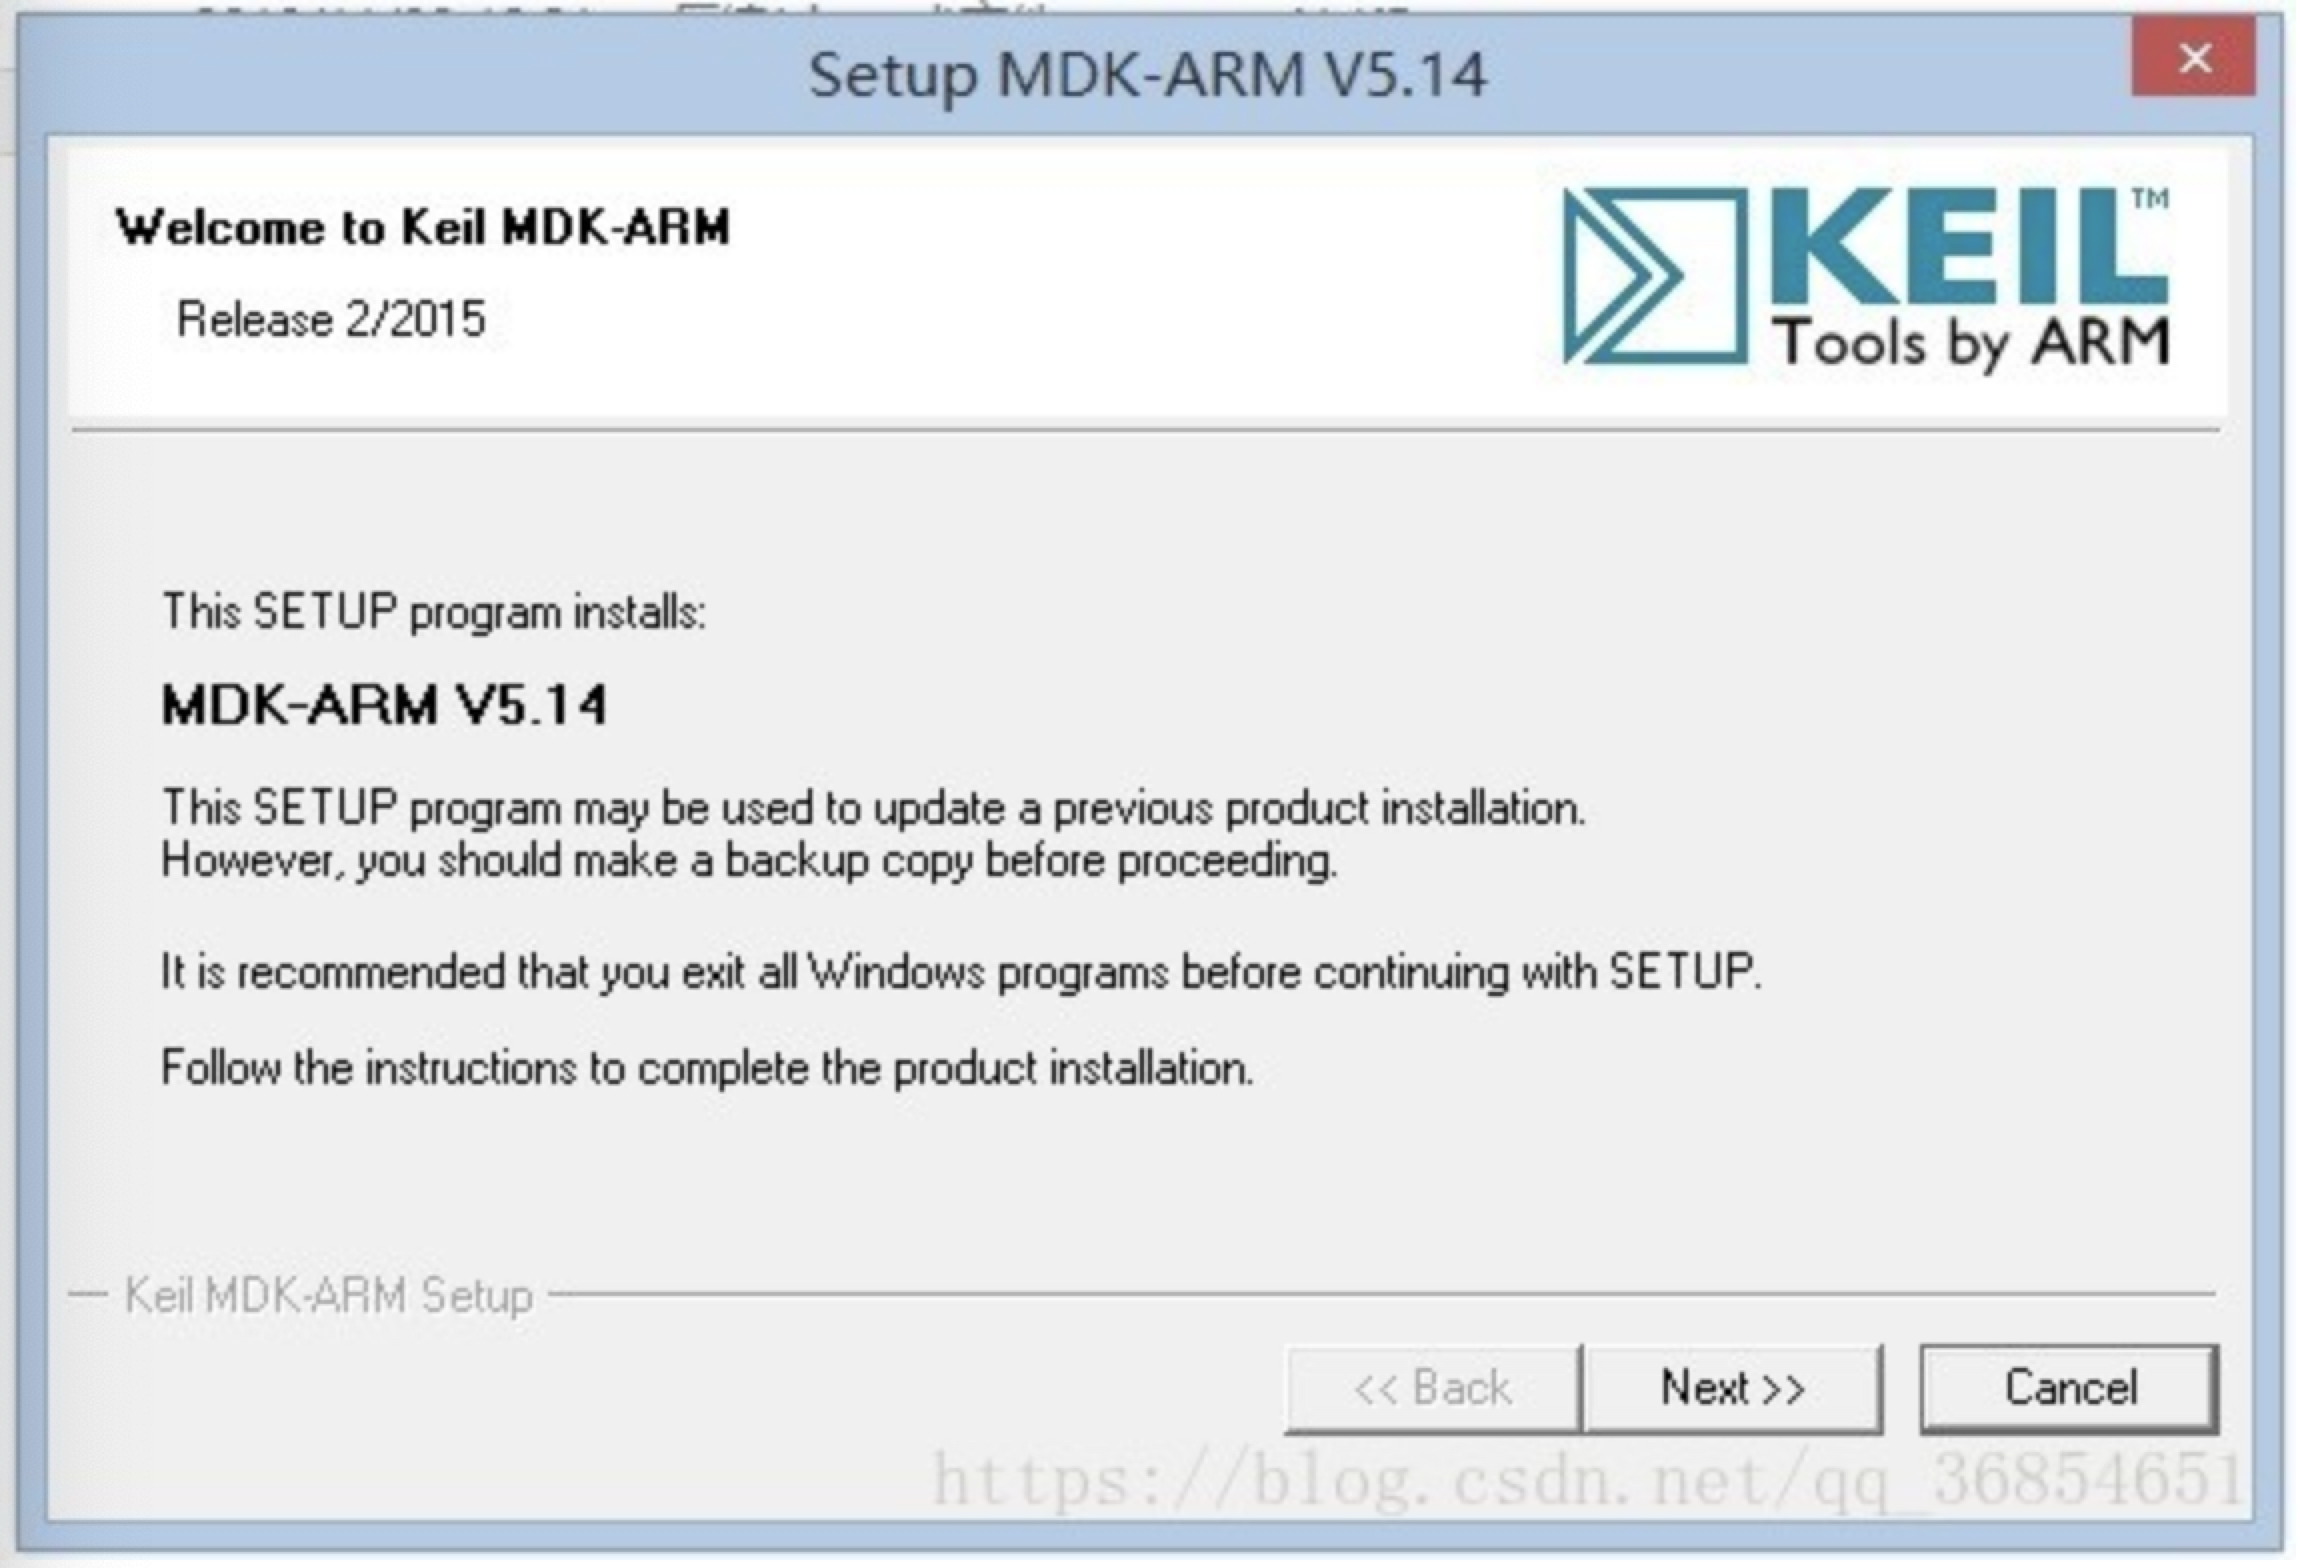 Setup MDK-ARM V5.14
Welcome to Keil MDK-ARM
Release 2/2015
KEIL™
Tools by ARM
This SETUP program installs:
MDK-ARM V5.14
This SETUP program may be used to update a previous product installation.
However, you should make a backup copy before proceeding.
It is recommended that you exit all Windows programs before continuing with SETUP.
Follow the instructions to complete the product installation.
Keil MDK-ARM Setup
<< Back
Next >>
Cancel
https://blog.csdn.net/qq_36854651